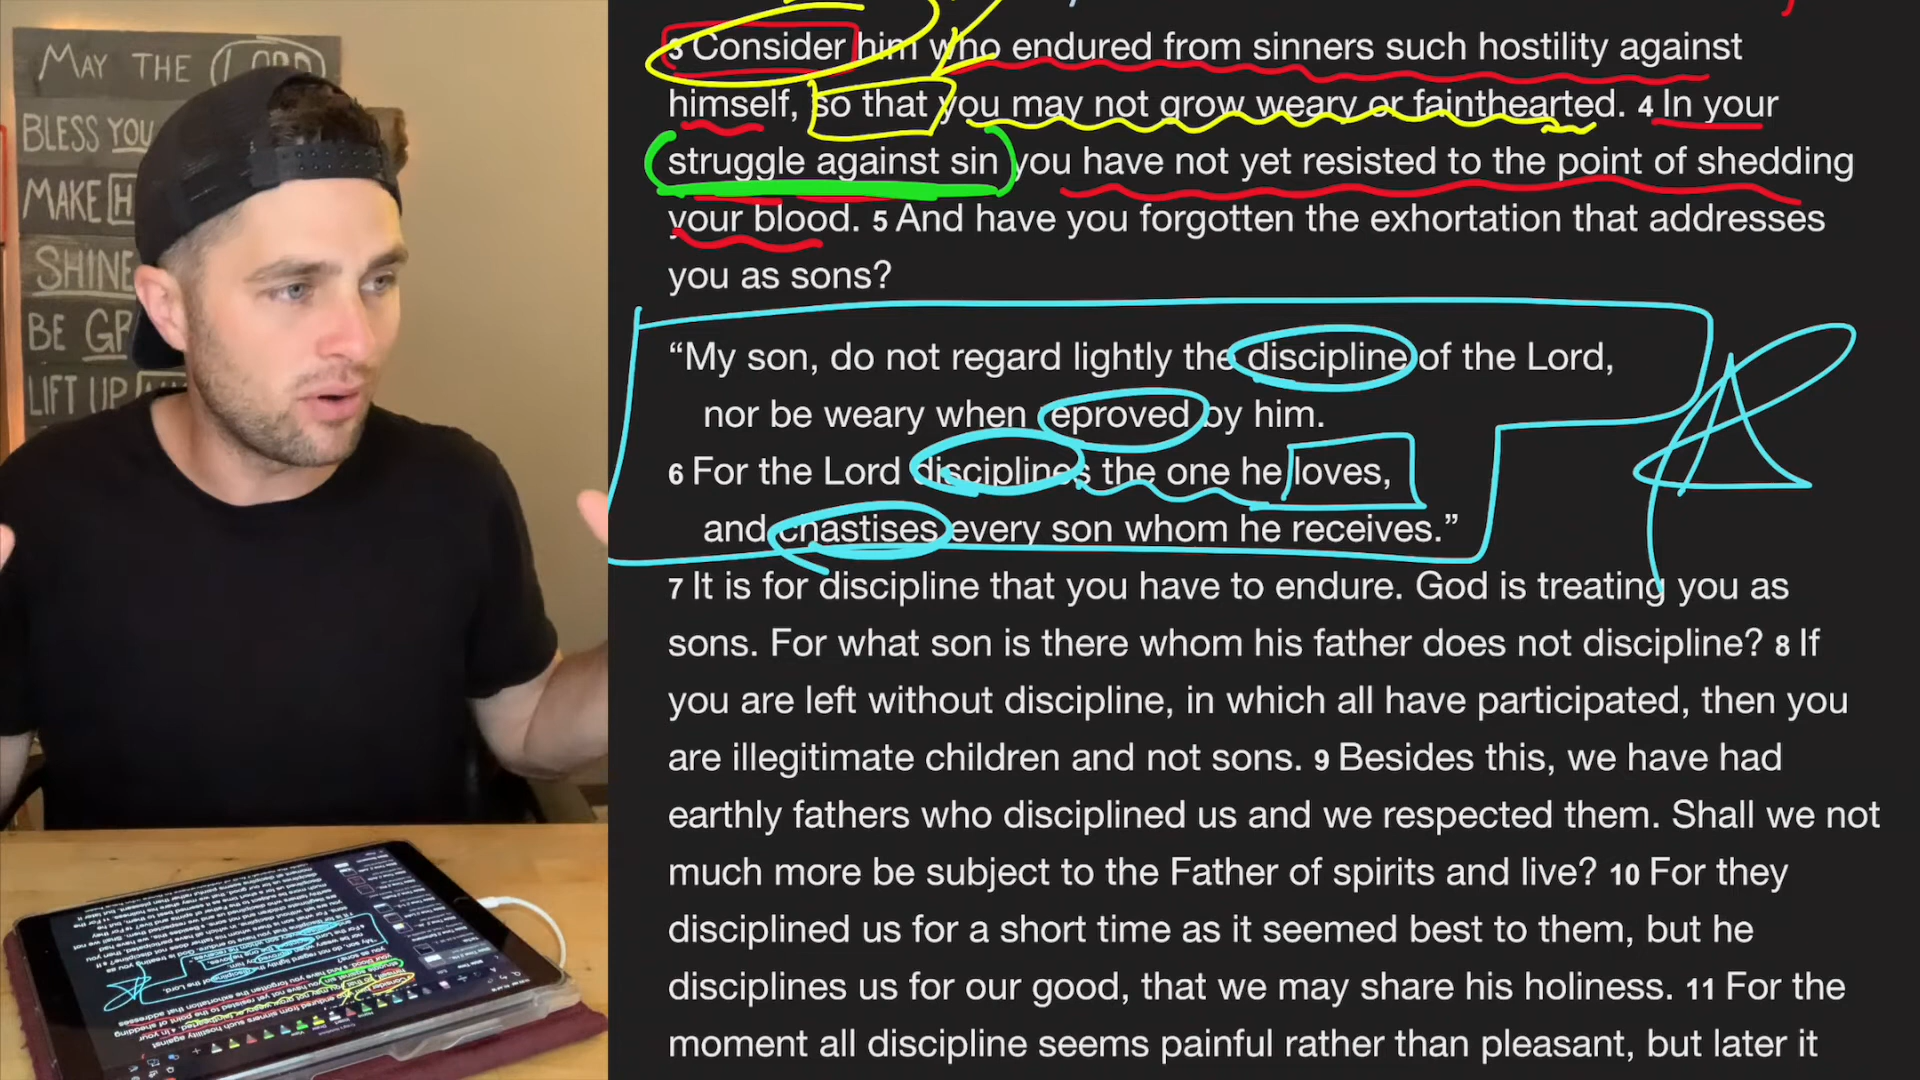 MAY THE LORD
BLESS YOU
MAKE H
SHINE
BE GR
LIFT UP
3 Consider him who endured from sinners such hostility against
himself, so that you may not grow weary or fainthearted. 4 In your
struggle against sin you have not yet resisted to the point of shedding
your blood. 5 And have you forgotten the exhortation that addresses
you as sons?
“My son, do not regard lightly the discipline of the Lord,
nor be weary when reproved by him.
6 For the Lord disciplines the one he loves,
and chastises every son whom he receives.”
7 It is for discipline that you have to endure. God is treating you as
sons. For what son is there whom his father does not discipline? 8 If
you are left without discipline, in which all have participated, then you
are illegitimate children and not sons. 9 Besides this, we have had
earthly fathers who disciplined us and we respected them. Shall we not
much more be subject to the Father of spirits and live? 10 For they
disciplined us for a short time as it seemed best to them, but he
disciplines us for our good, that we may share his holiness. 11 For the
moment all discipline seems painful rather than pleasant, but later it